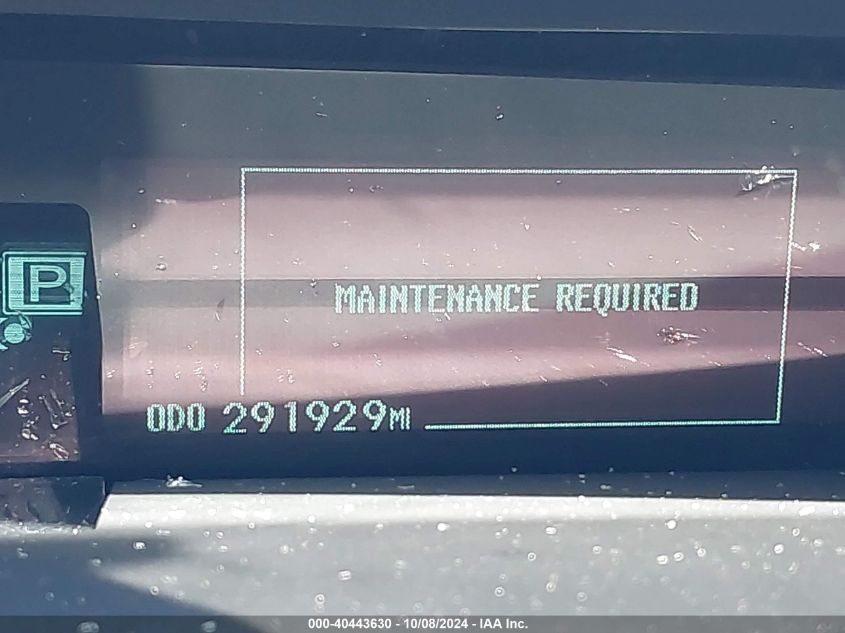 MAINTENANCE REQUIRED
P
ODO 291929MI
000-40443630 - 10/08/2024 - IAA Inc.